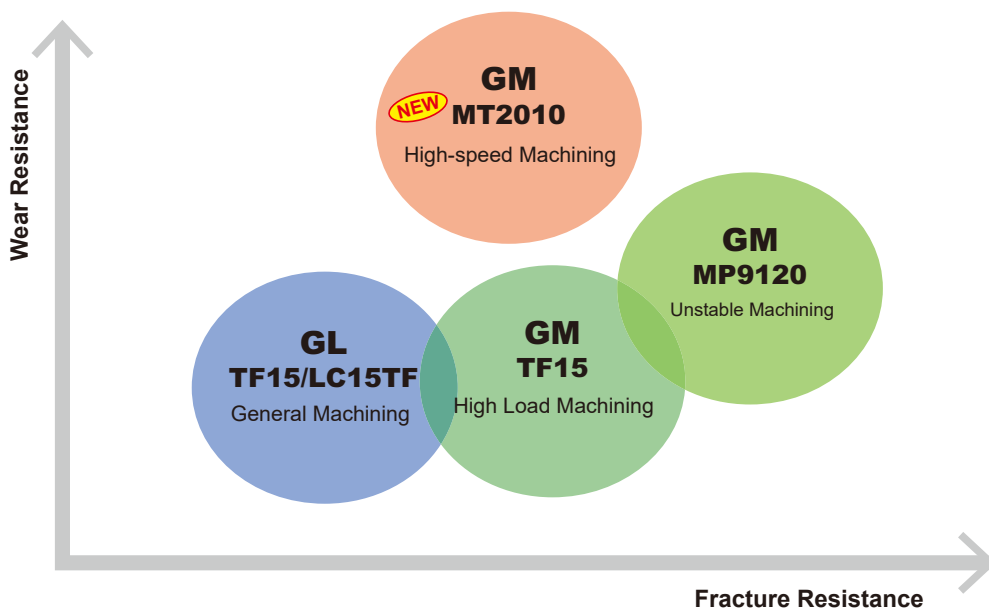 Wear Resistance
GM
NEW
MT2010
High-speed Machining
GM
MP9120
Unstable Machining
GL
TF15/LC15TF
General Machining
GM
TF15
High Load Machining
Fracture Resistance